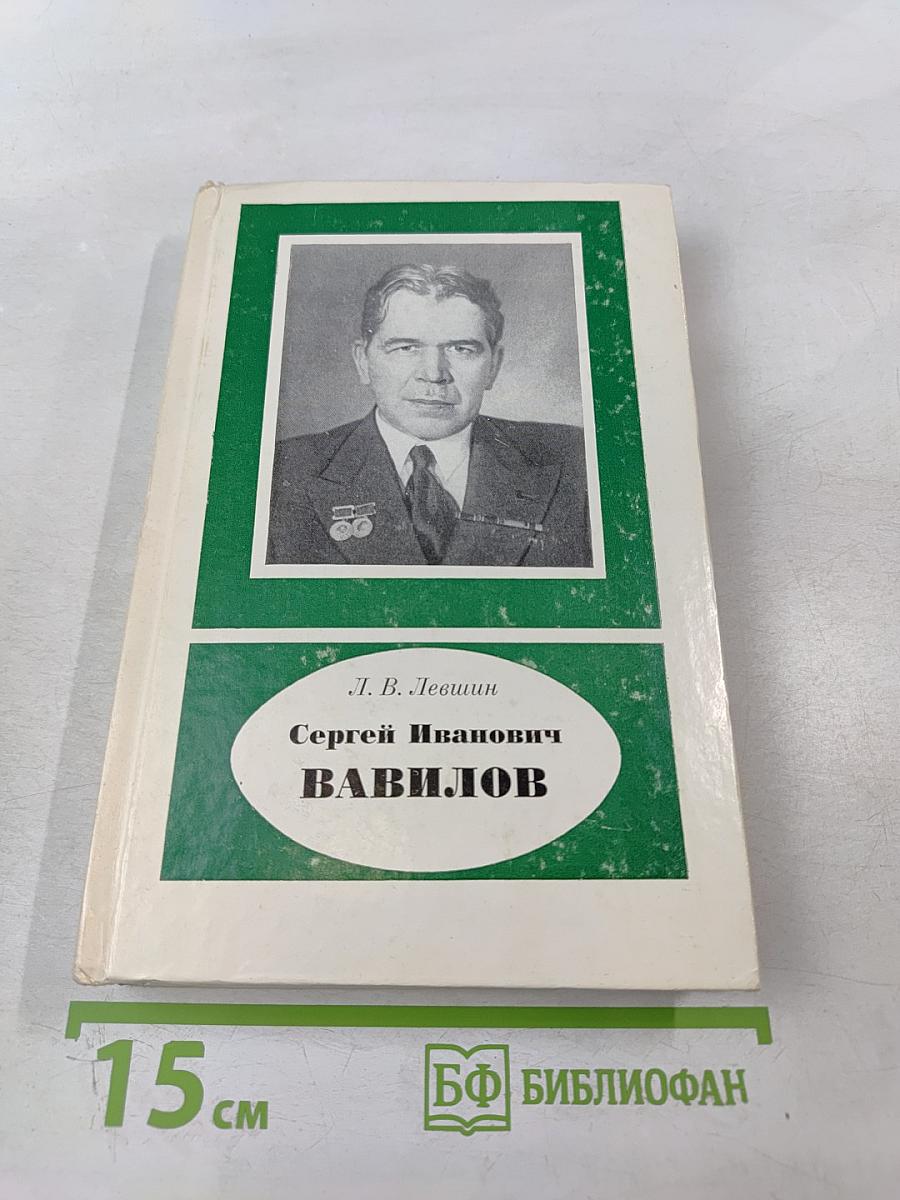 Л. В. Левшин
Сергей Иванович
ВАВИЛОВ
15 см
БФ БИБЛИОФАН